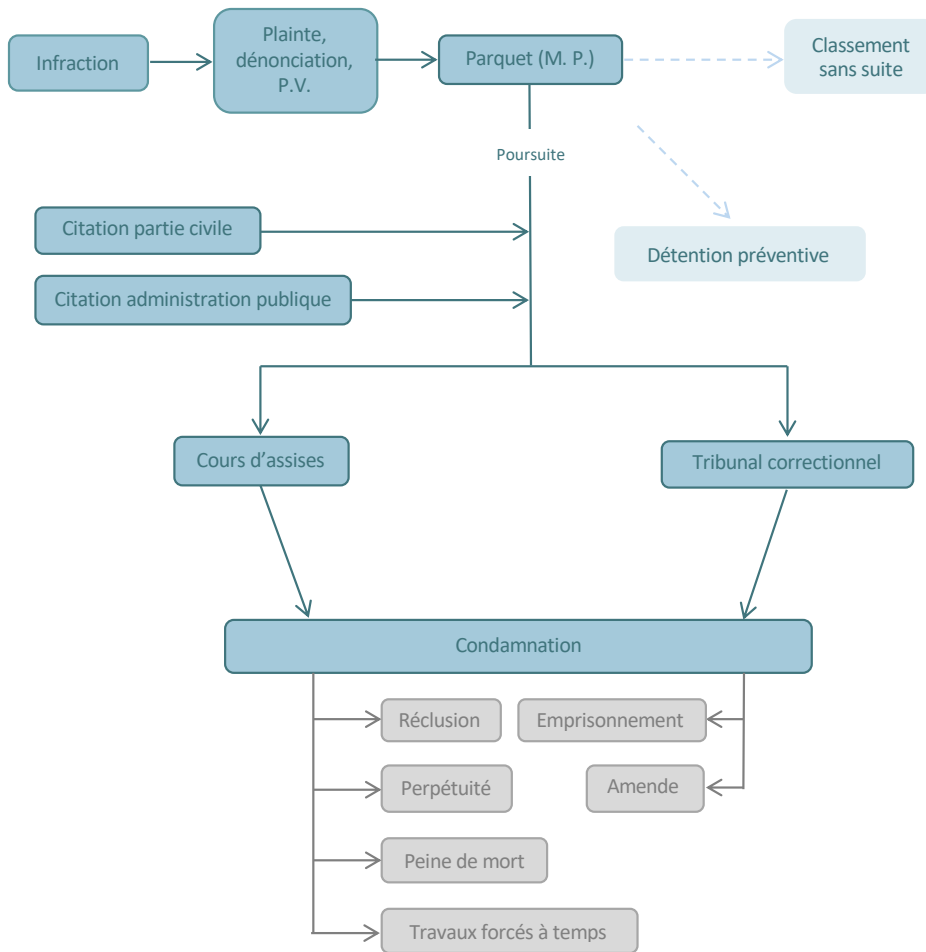 Infraction
Plainte,
dénonciation,
P.V.
Parquet (M. P.)
Classement
sans suite
Poursuite
Citation partie civile
Détention préventive
Citation administration publique
Cours d’assises
Tribunal correctionnel
Condamnation
Réclusion
Emprisonnement
Perpétuité
Amende
Peine de mort
Travaux forcés à temps